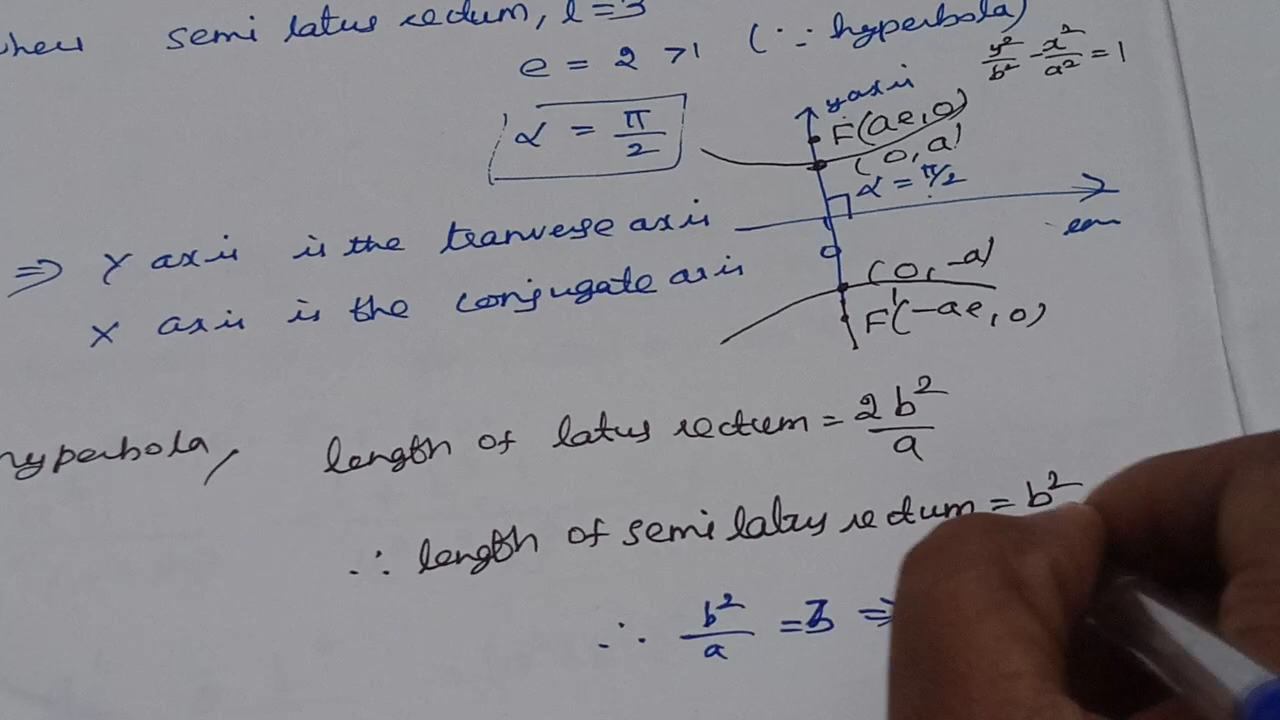 semi latus rectum, l = 3
e = 2 >1 (∵ hyperbola)
y²/b² - x²/a² = 1
α = π/2
y axis
F(ae, 0)
(0, a)
α = π/2
⇒ Y axis is the tranverse axis
X axis is the conjugate axis
(0, -a)
F'(-ae, 0)
hyperbola, length of latus rectum = 2b²/a
∴ length of semi latus rectum = b²
∴ b²/a = 3 ⇒